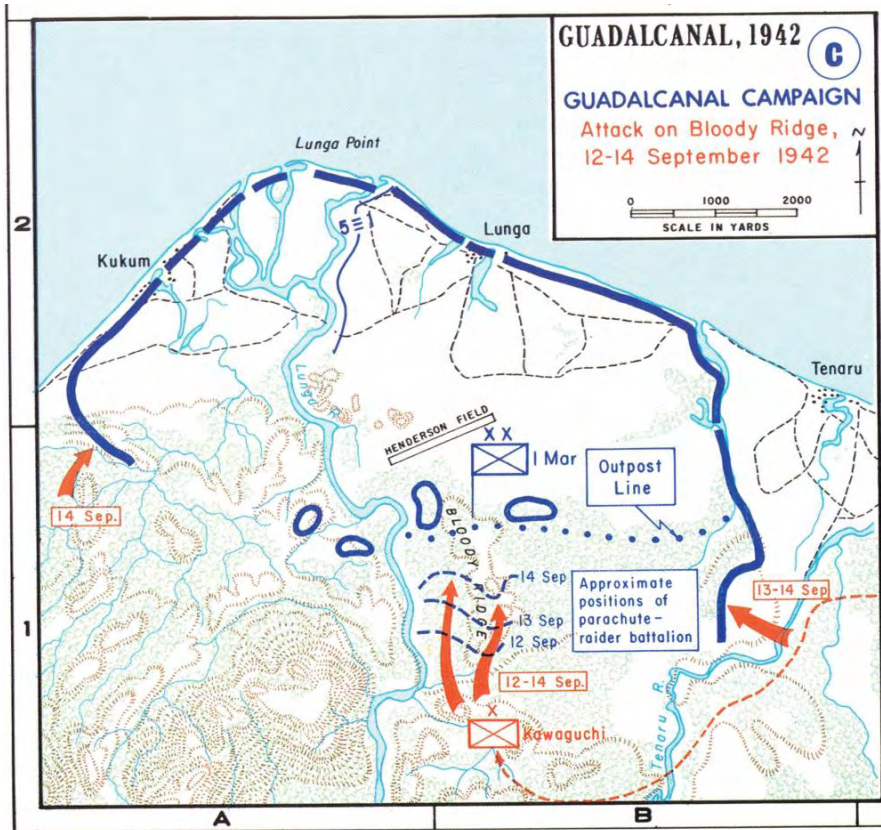 GUADALCANAL, 1942
C
GUADALCANAL CAMPAIGN
Attack on Bloody Ridge,
12-14 September 1942
N
0 1000 2000
SCALE IN YARDS
Lunga Point
2
5 1
Lunga
Kukum
Tenaru
Lunga R.
HENDERSON FIELD
XX
1 Mar
Outpost
Line
14 Sep.
BLOODY RIDGE
14 Sep
Approximate
positions of
parachute-
raider battalion
13-14 Sep
13 Sep
1
12 Sep
12-14 Sep.
X
Kawaguchi
Tenaru R.
A
B